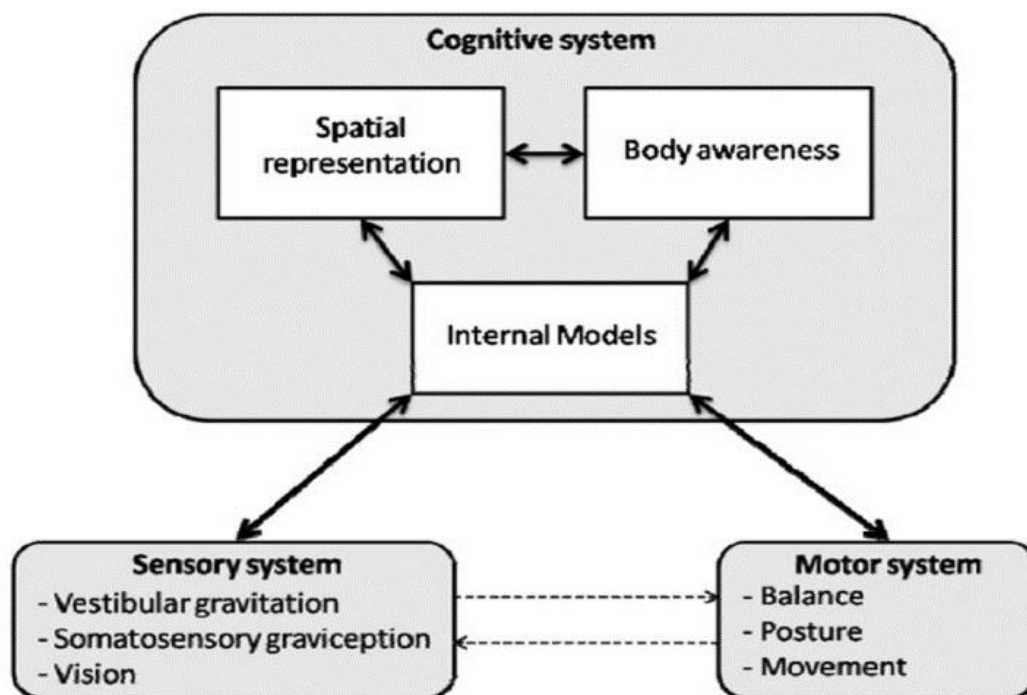 Cognitive system
Spatial
representation
Body awareness
Internal Models
Sensory system
- Vestibular gravitation
- Somatosensory graviception
- Vision
Motor system
- Balance
- Posture
- Movement